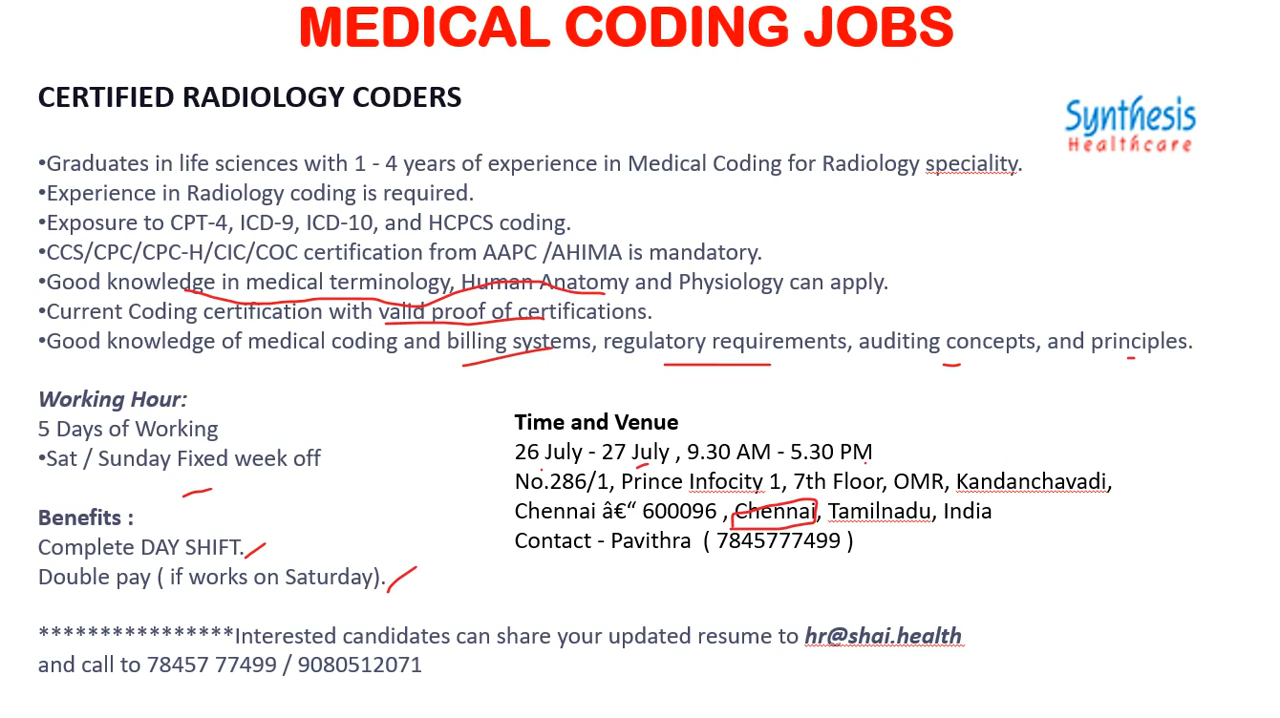 MEDICAL CODING JOBS
CERTIFIED RADIOLOGY CODERS
Synthesis
Healthcare
•Graduates in life sciences with 1 - 4 years of experience in Medical Coding for Radiology speciality.
•Experience in Radiology coding is required.
•Exposure to CPT-4, ICD-9, ICD-10, and HCPCS coding.
•CCS/CPC/CPC-H/CIC/COC certification from AAPC /AHIMA is mandatory.
•Good knowledge in medical terminology, Human Anatomy and Physiology can apply.
•Current Coding certification with valid proof of certifications.
•Good knowledge of medical coding and billing systems, regulatory requirements, auditing concepts, and principles.
Working Hour:
5 Days of Working
•Sat / Sunday Fixed week off
Benefits :
Complete DAY SHIFT.
Double pay ( if works on Saturday).
Time and Venue
26 July - 27 July , 9.30 AM - 5.30 PM
No.286/1, Prince Infocity 1, 7th Floor, OMR, Kandanchavadi,
Chennai â€“ 600096 , Chennai, Tamilnadu, India
Contact - Pavithra ( 7845777499 )
****************Interested candidates can share your updated resume to hr@shai.health
and call to 78457 77499 / 9080512071